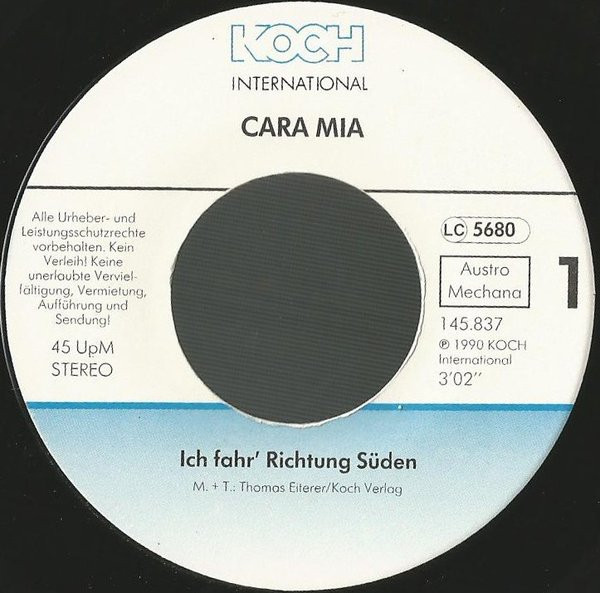 KOCH
INTERNATIONAL
CARA MIA
Alle Urheber- und
Leistungsschutzrechte
vorbehalten. Kein
Verleih! Keine
unerlaubte Verviel-
fältigung, Vermietung,
Aufführung und
Sendung!
45 UpM
STEREO
LC 5680
Austro
Mechana
1
145.837
℗ 1990 KOCH
International
3'02"
Ich fahr' Richtung Süden
M. + T.: Thomas Eiterer/Koch Verlag